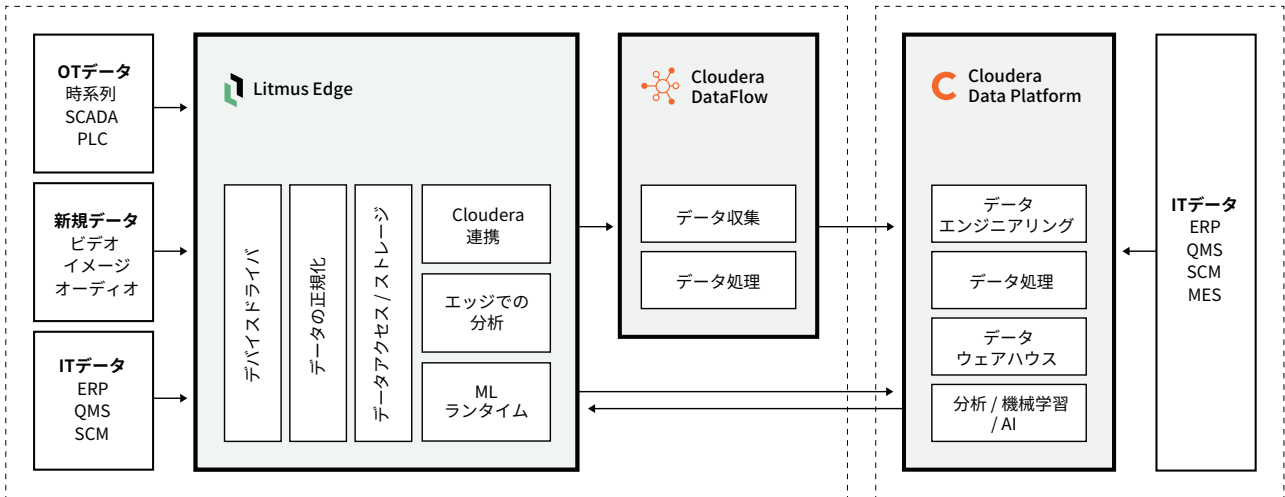 OTデータ
時系列
SCADA
PLC
新規データ
ビデオ
イメージ
オーディオ
ITデータ
ERP
QMS
SCM
Litmus Edge
デバイスドライバ
データの正規化
データアクセス / ストレージ
Cloudera
連携
エッジでの
分析
ML
ランタイム
Cloudera
DataFlow
データ収集
データ処理
Cloudera
Data Platform
データ
エンジニアリング
データ処理
データ
ウェアハウス
分析 / 機械学習
/ AI
ITデータ
ERP
QMS
SCM
MES